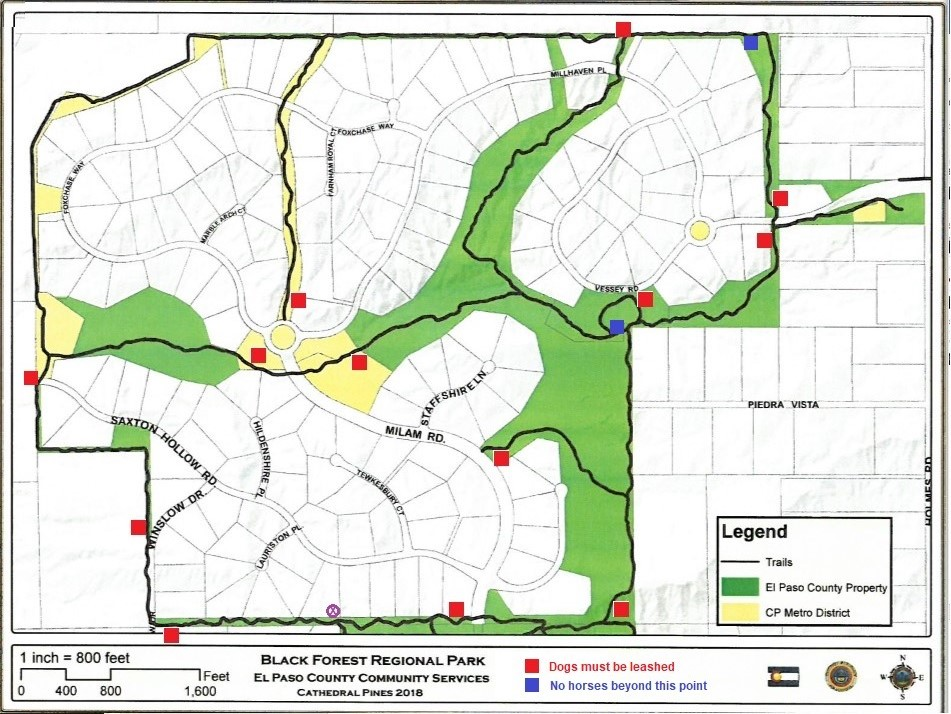 MILLHAVEN PL
FOXCHASE WAY
FARNHAM ROYAL CT
FOXCHASE WAY
MARBLE ARCH CT
VESSEY RD
PIEDRA VISTA
STAFFSHIRE LN
MILAM RD.
SAXTON HOLLOW RD.
HILDENSHIRE PL
TEWKESBURY CT
WINSLOW DR.
LAURISTON PL
HOLMES RD
Legend
Trails
El Paso County Property
CP Metro District
1 inch = 800 feet
Feet
0 400 800 1,600
BLACK FOREST REGIONAL PARK
EL PASO COUNTY COMMUNITY SERVICES
CATHEDRAL PINES 2018
Dogs must be leashed
No horses beyond this point
N
W E
S